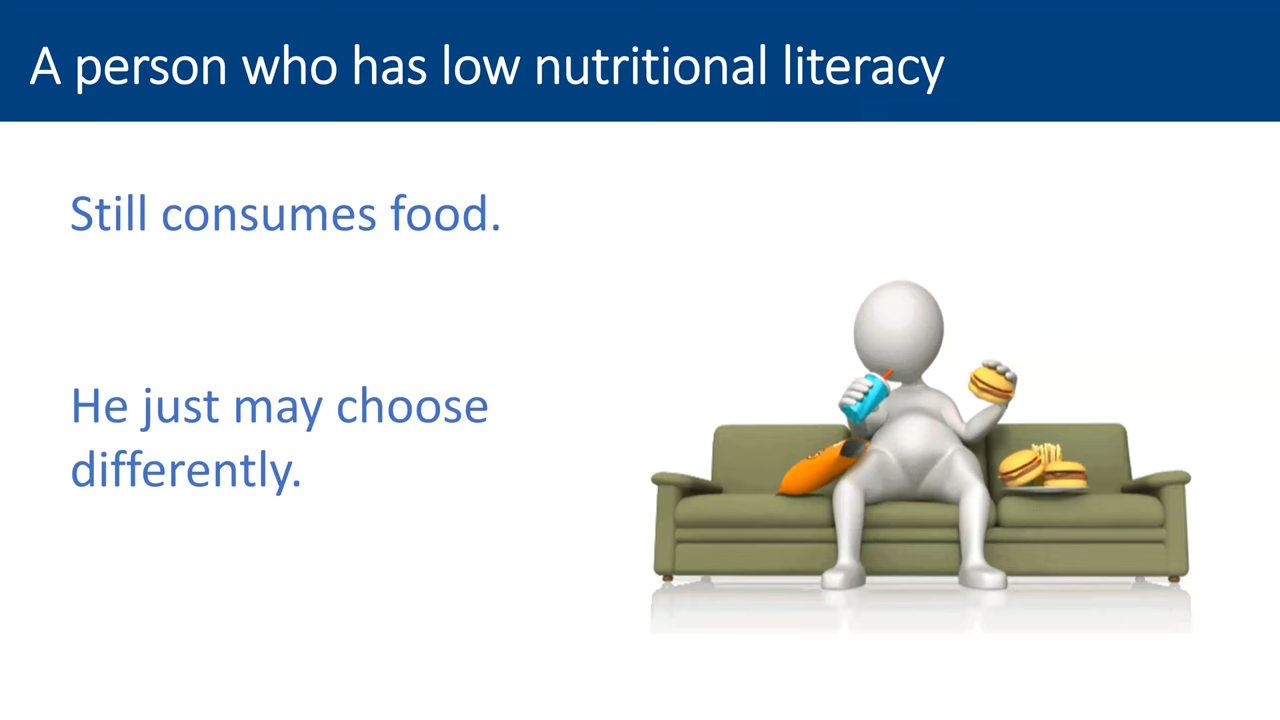 A person who has low nutritional literacy
Still consumes food.
He just may choose
differently.